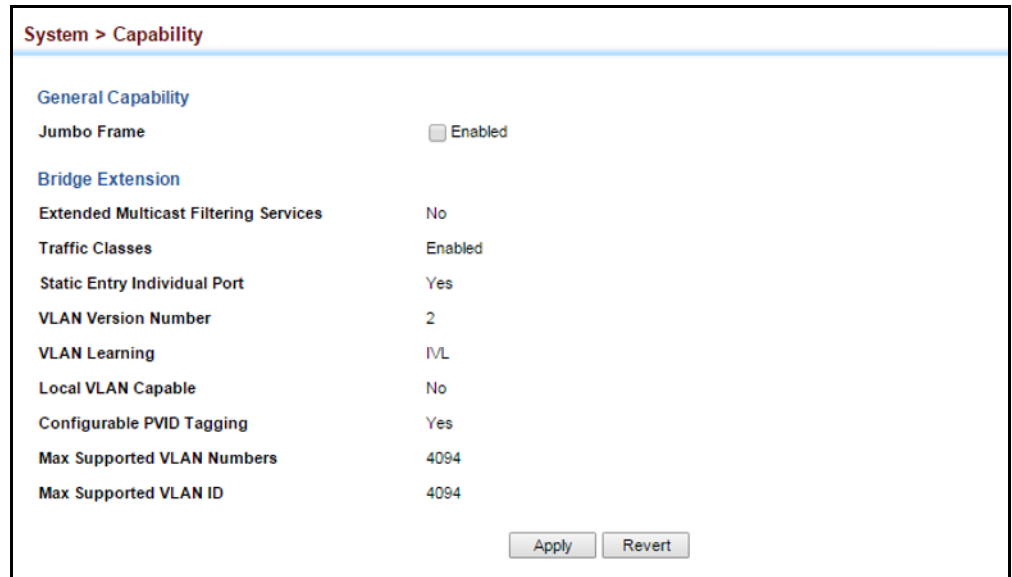 System > Capability
General Capability
Jumbo Frame Enabled
Bridge Extension
Extended Multicast Filtering Services No
Traffic Classes Enabled
Static Entry Individual Port Yes
VLAN Version Number 2
VLAN Learning IVL
Local VLAN Capable No
Configurable PVID Tagging Yes
Max Supported VLAN Numbers 4094
Max Supported VLAN ID 4094
Apply Revert